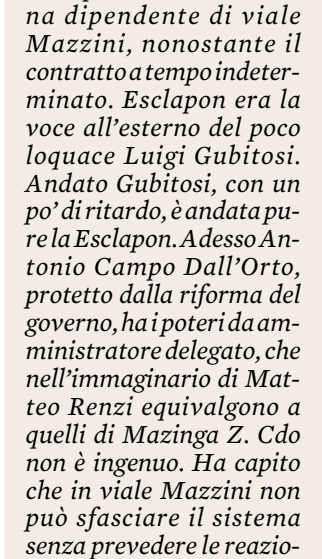 na dipendente di viale
Mazzini, nonostante il
contratto a tempo indeter-
minato. Esclapon era la
voce all'esterno del poco
loquace Luigi Gubitosi.
Andato Gubitosi, con un
po' di ritardo, è andata pu-
re la Esclapon. Adesso An-
tonio Campo Dall'Orto,
protetto dalla riforma del
governo, ha i poteri da am-
ministratore delegato, che
nell'immaginario di Mat-
teo Renzi equivalgono a
quelli di Mazinga Z. Cdo
non è ingenuo. Ha capito
che in viale Mazzini non
può sfasciare il sistema
senza prevedere le reazio-